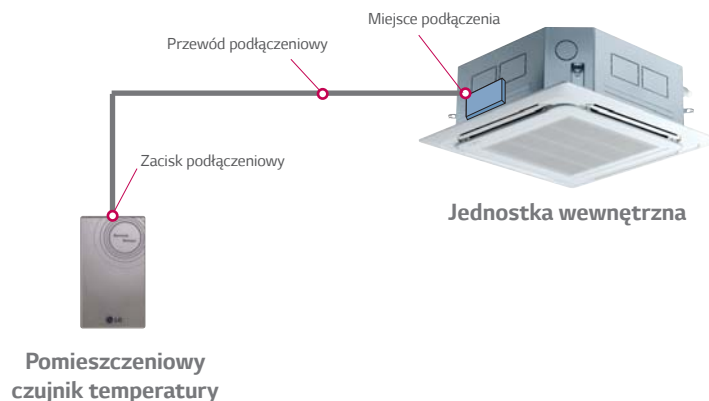 Miejsce podłączenia
Przewód podłączeniowy
Zacisk podłączeniowy
Jednostka wewnętrzna
LG
Pomieszczeniowy
czujnik temperatury